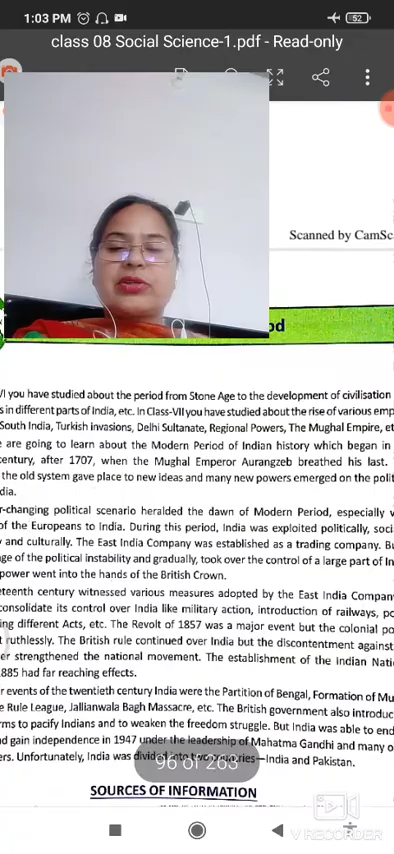 1:03 PM
52
class 08 Social Science-1.pdf - Read-only
Scanned by CamSc
od
VI you have studied about the period from Stone Age to the development of civilisation
s in different parts of India, etc. In Class-VII you have studied about the rise of various emp
South India, Turkish invasions, Delhi Sultanate, Regional Powers, The Mughal Empire, et
e are going to learn about the Modern Period of Indian history which began in
century, after 1707, when the Mughal Emperor Aurangzeb breathed his last.
the old system gave place to new ideas and many new powers emerged on the polit
dia.
r-changing political scenario heralded the dawn of Modern Period, especially v
of the Europeans to India. During this period, India was exploited politically, soci
y and culturally. The East India Company was established as a trading company. Bu
age of the political instability and gradually, took over the control of a large part of In
power went into the hands of the British Crown.
eteenth century witnessed various measures adopted by the East India Compan
consolidate its control over India like military action, introduction of railways, po
ing different Acts, etc. The Revolt of 1857 was a major event but the colonial po
t ruthlessly. The British rule continued over India but the discontentment against
er strengthened the national movement. The establishment of the Indian Nati
1885 had far reaching effects.
r events of the twentieth century India were the Partition of Bengal, Formation of Mu
e Rule League, Jallianwala Bagh Massacre, etc. The British government also introduc
rms to pacify Indians and to weaken the freedom struggle. But India was able to end
nd gain independence in 1947 under the leadership of Mahatma Gandhi and many o
ers. Unfortunately, India was divided into two countries—India and Pakistan.
96 of 263
SOURCES OF INFORMATION
V RECORDER